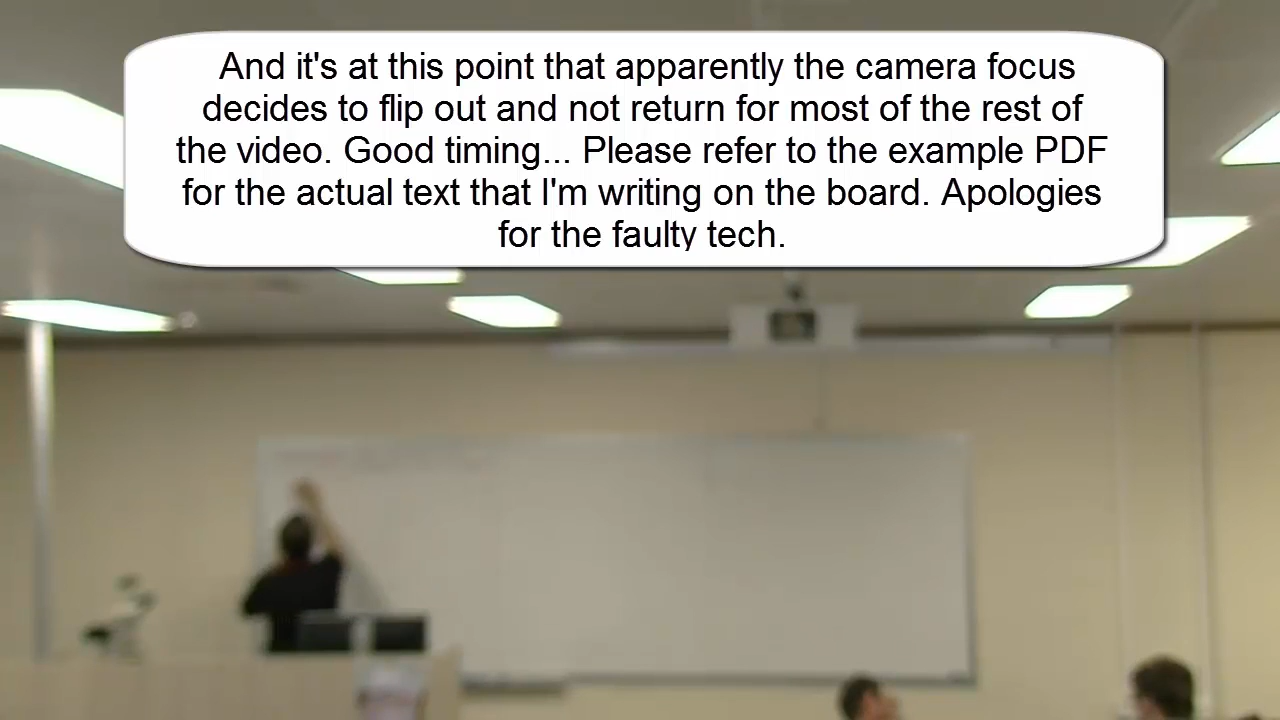 And it's at this point that apparently the camera focus
decides to flip out and not return for most of the rest of
the video. Good timing... Please refer to the example PDF
for the actual text that I'm writing on the board. Apologies
for the faulty tech.